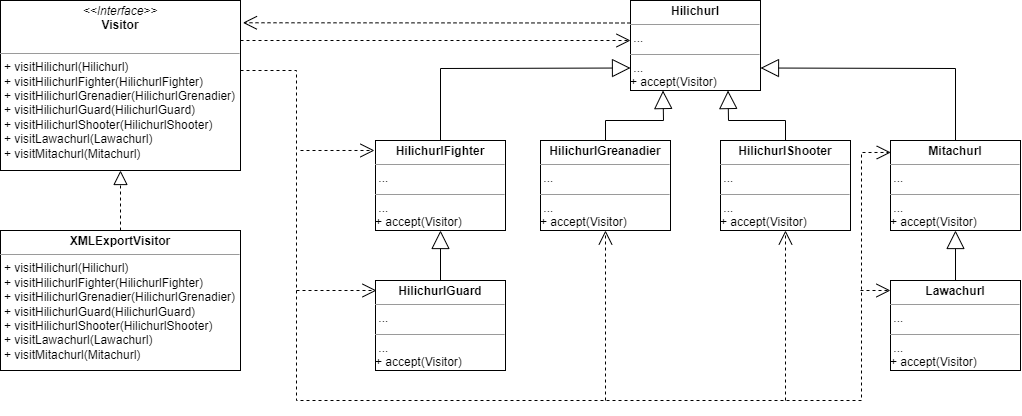 <<Interface>>
Visitor
+ visitHilichurl(Hilichurl)
+ visitHilichurlFighter(HilichurlFighter)
+ visitHilichurlGrenadier(HilichurlGrenadier)
+ visitHilichurlGuard(HilichurlGuard)
+ visitHilichurlShooter(HilichurlShooter)
+ visitLawachurl(Lawachurl)
+ visitMitachurl(Mitachurl)
Hilichurl
...
...
+ accept(Visitor)
HilichurlFighter
...
...
+ accept(Visitor)
HilichurlGreanadier
...
...
+ accept(Visitor)
HilichurlShooter
...
...
+ accept(Visitor)
Mitachurl
...
...
+ accept(Visitor)
XMLExportVisitor
+ visitHilichurl(Hilichurl)
+ visitHilichurlFighter(HilichurlFighter)
+ visitHilichurlGrenadier(HilichurlGrenadier)
+ visitHilichurlGuard(HilichurlGuard)
+ visitHilichurlShooter(HilichurlShooter)
+ visitLawachurl(Lawachurl)
+ visitMitachurl(Mitachurl)
HilichurlGuard
...
...
+ accept(Visitor)
Lawachurl
...
...
+ accept(Visitor)